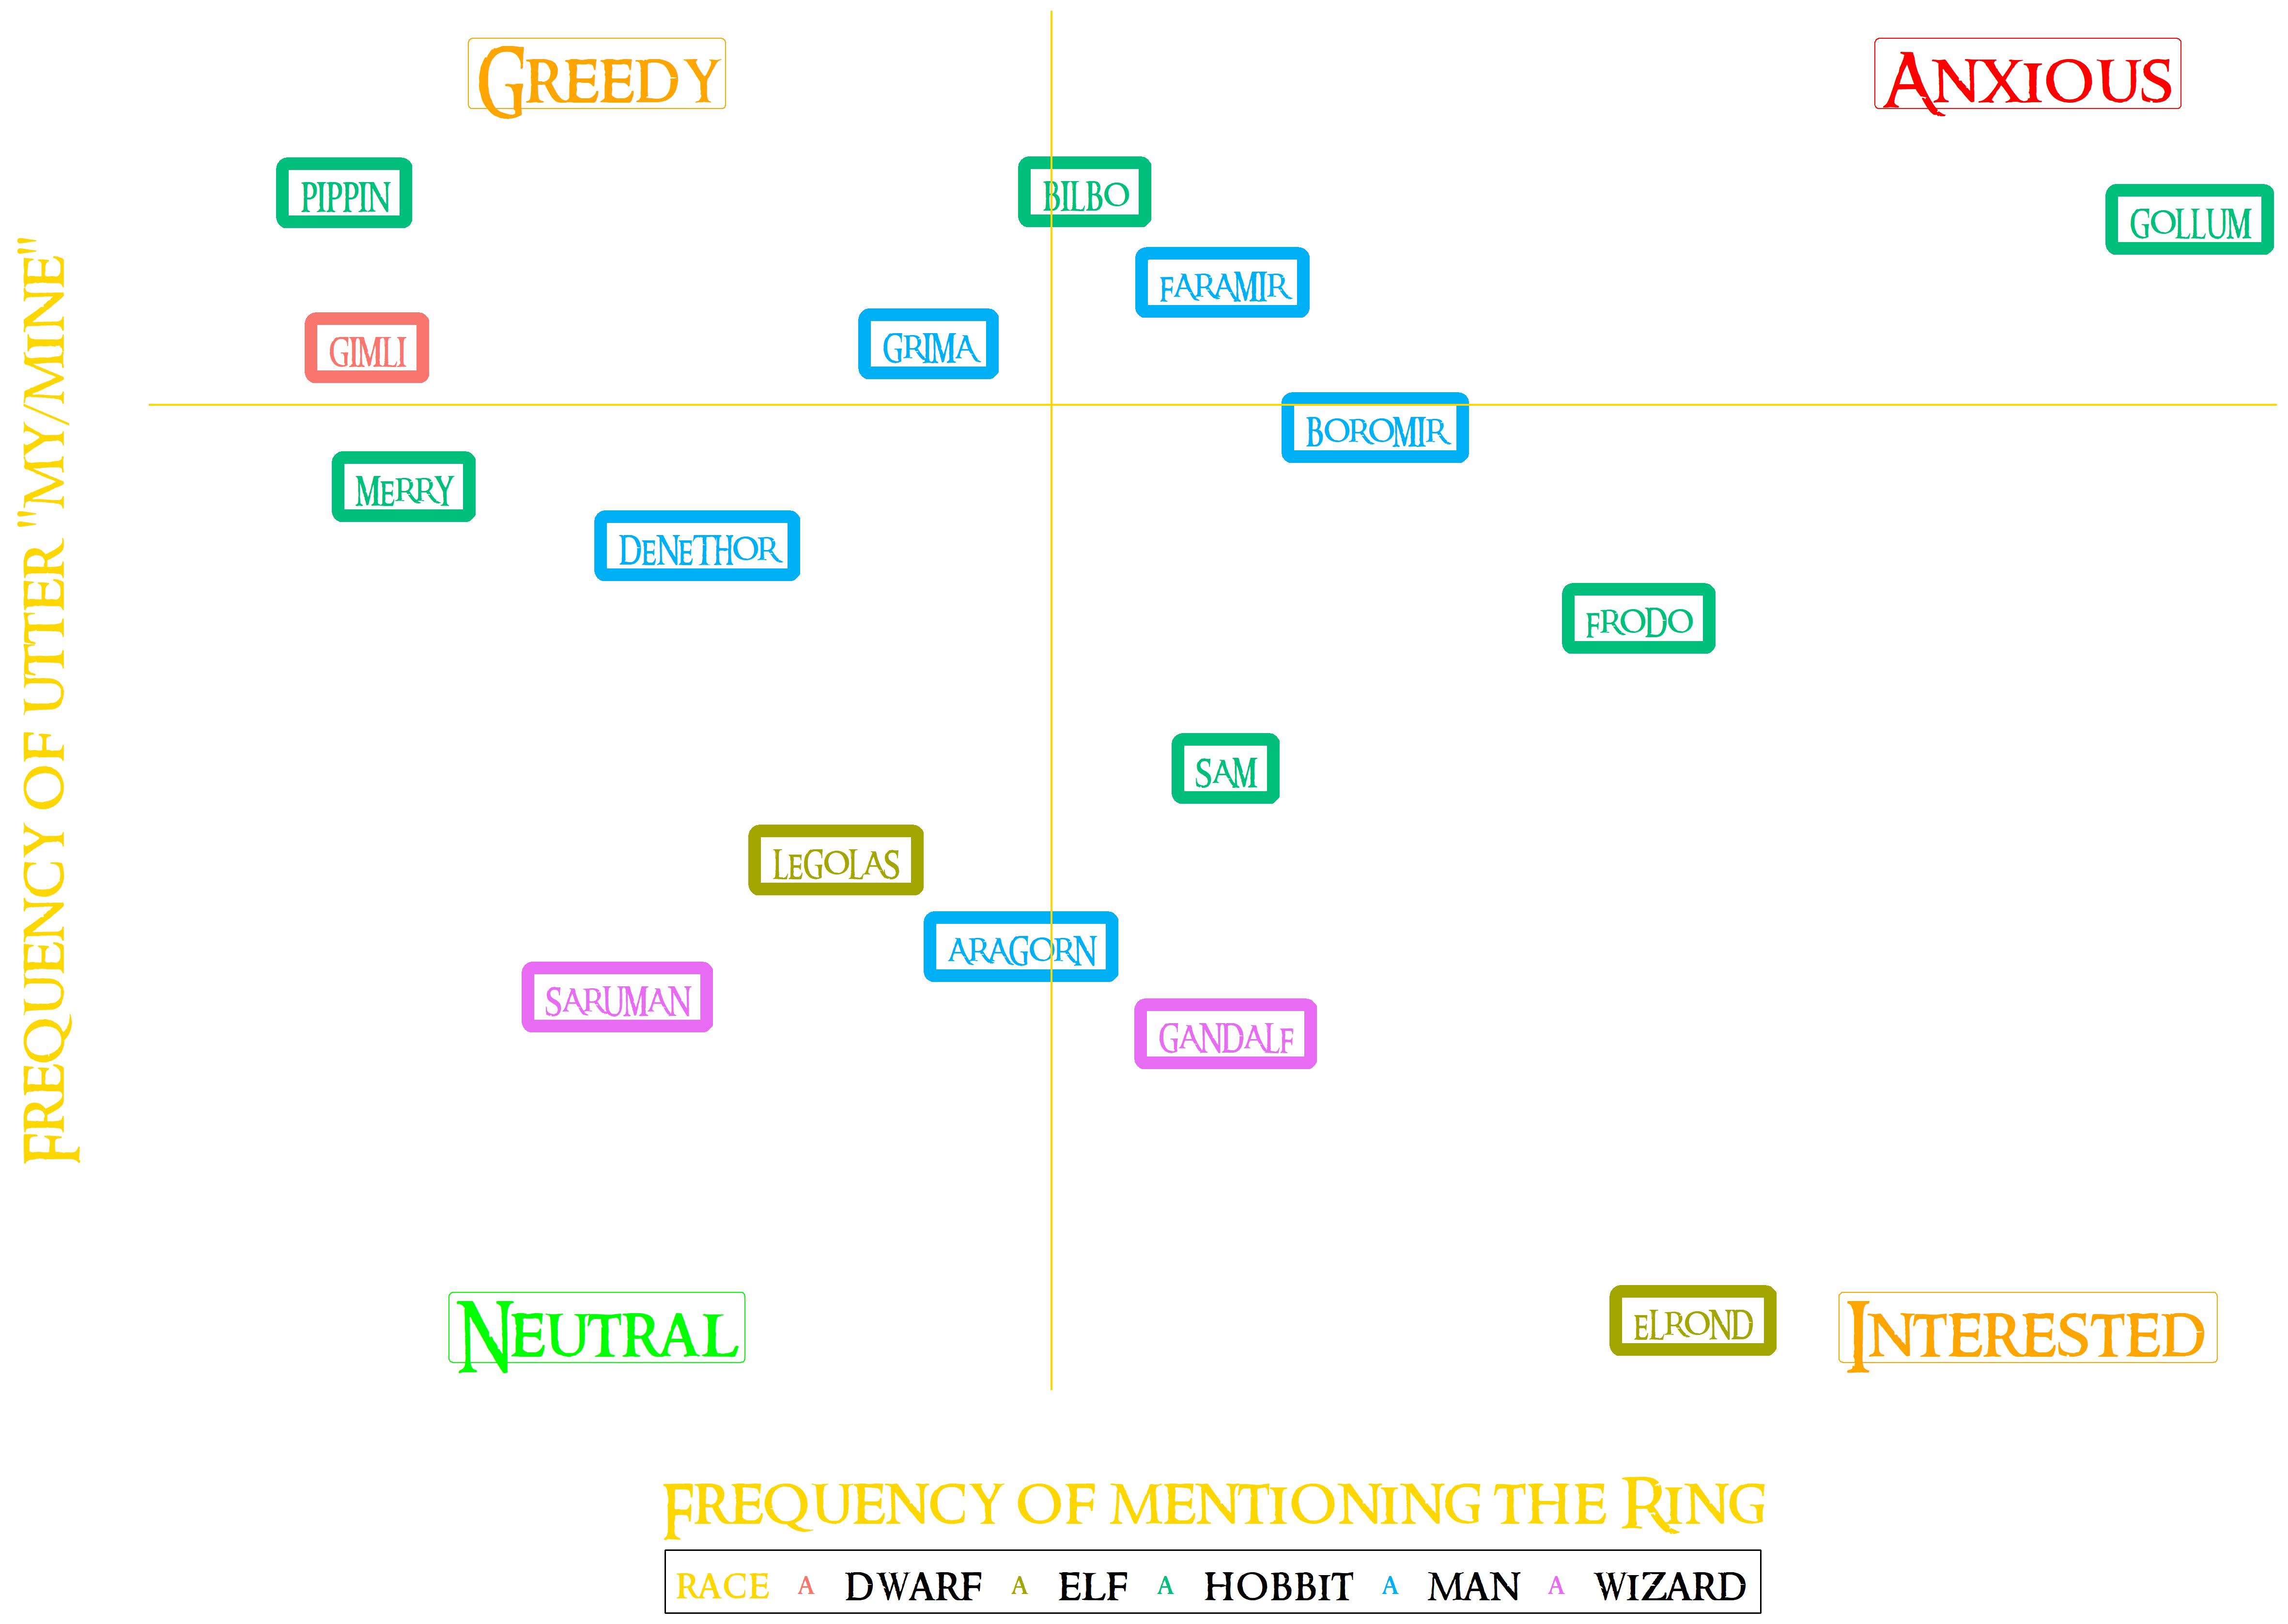 Greedy
Anxious
Pippin
Bilbo
Gollum
Faramir
Gimli
Grima
Boromir
Merry
Denethor
Frodo
Sam
Legolas
Aragorn
Saruman
Gandalf
Elrond
Neutral
Interested
Frequency of utter "my/mine"
Frequency of mentioning the Ring
Race A Dwarf A Elf A Hobbit A Man A Wizard